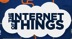 THE INTERNET
OF THINGS